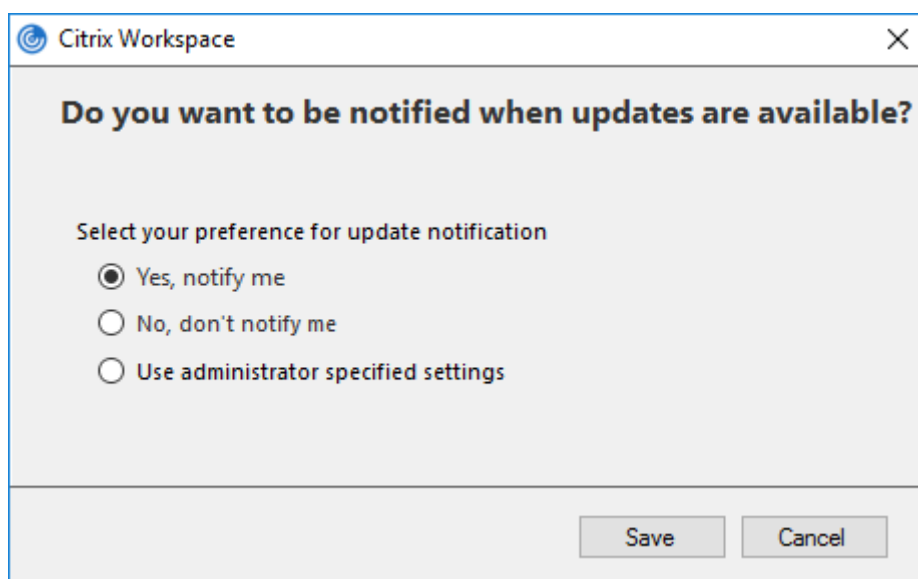 Citrix Workspace
Do you want to be notified when updates are available?
Select your preference for update notification
Yes, notify me
No, don't notify me
Use administrator specified settings
Save Cancel